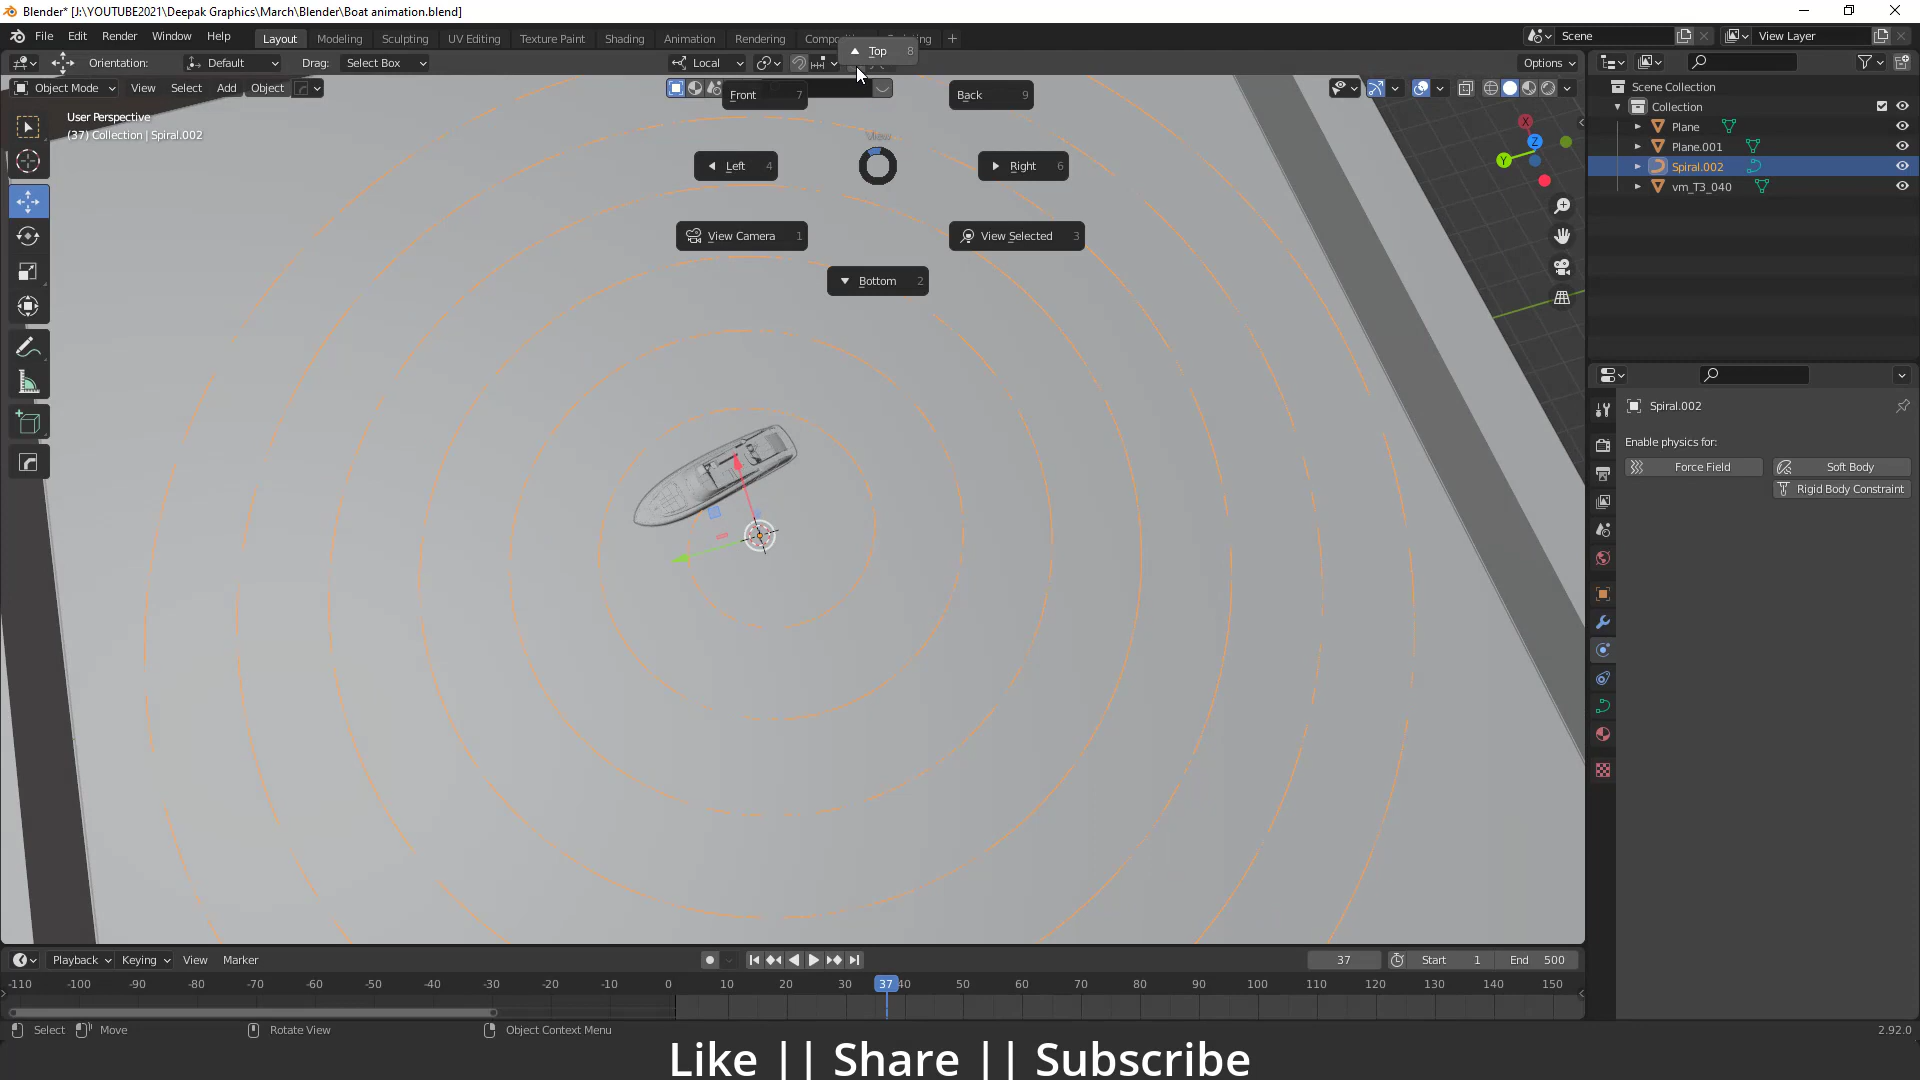 Blender* [J:\YOUTUBE2021\Deepak Graphics\March\Blender\Boat animation.blend]
File Edit Render Window Help Layout Modeling Sculpting UV Editing Texture Paint Shading Animation Rendering Scene View Layer
Top 8
Orientation: Default Drag: Select Box Local Options
Object Mode View Select Add Object Front 7 Back 9
User Perspective
(37) Collection | Spiral.002
View
Left 4 Right 6
View Camera 1 View Selected 3
Bottom 2
X
Z
Y
Scene Collection
Collection
Plane
Plane.001
Spiral.002
vm_T3_040
Spiral.002
Enable physics for:
Force Field Soft Body
Rigid Body Constraint
Playback Keying View Marker 37 Start 1 End 500
-110 -100 -90 -80 -70 -60 -50 -40 -30 -20 -10 0 10 20 30 37 40 50 60 70 80 90 100 110 120 130 140 150
Select Move Rotate View Object Context Menu 2.92.0
Like || Share || Subscribe